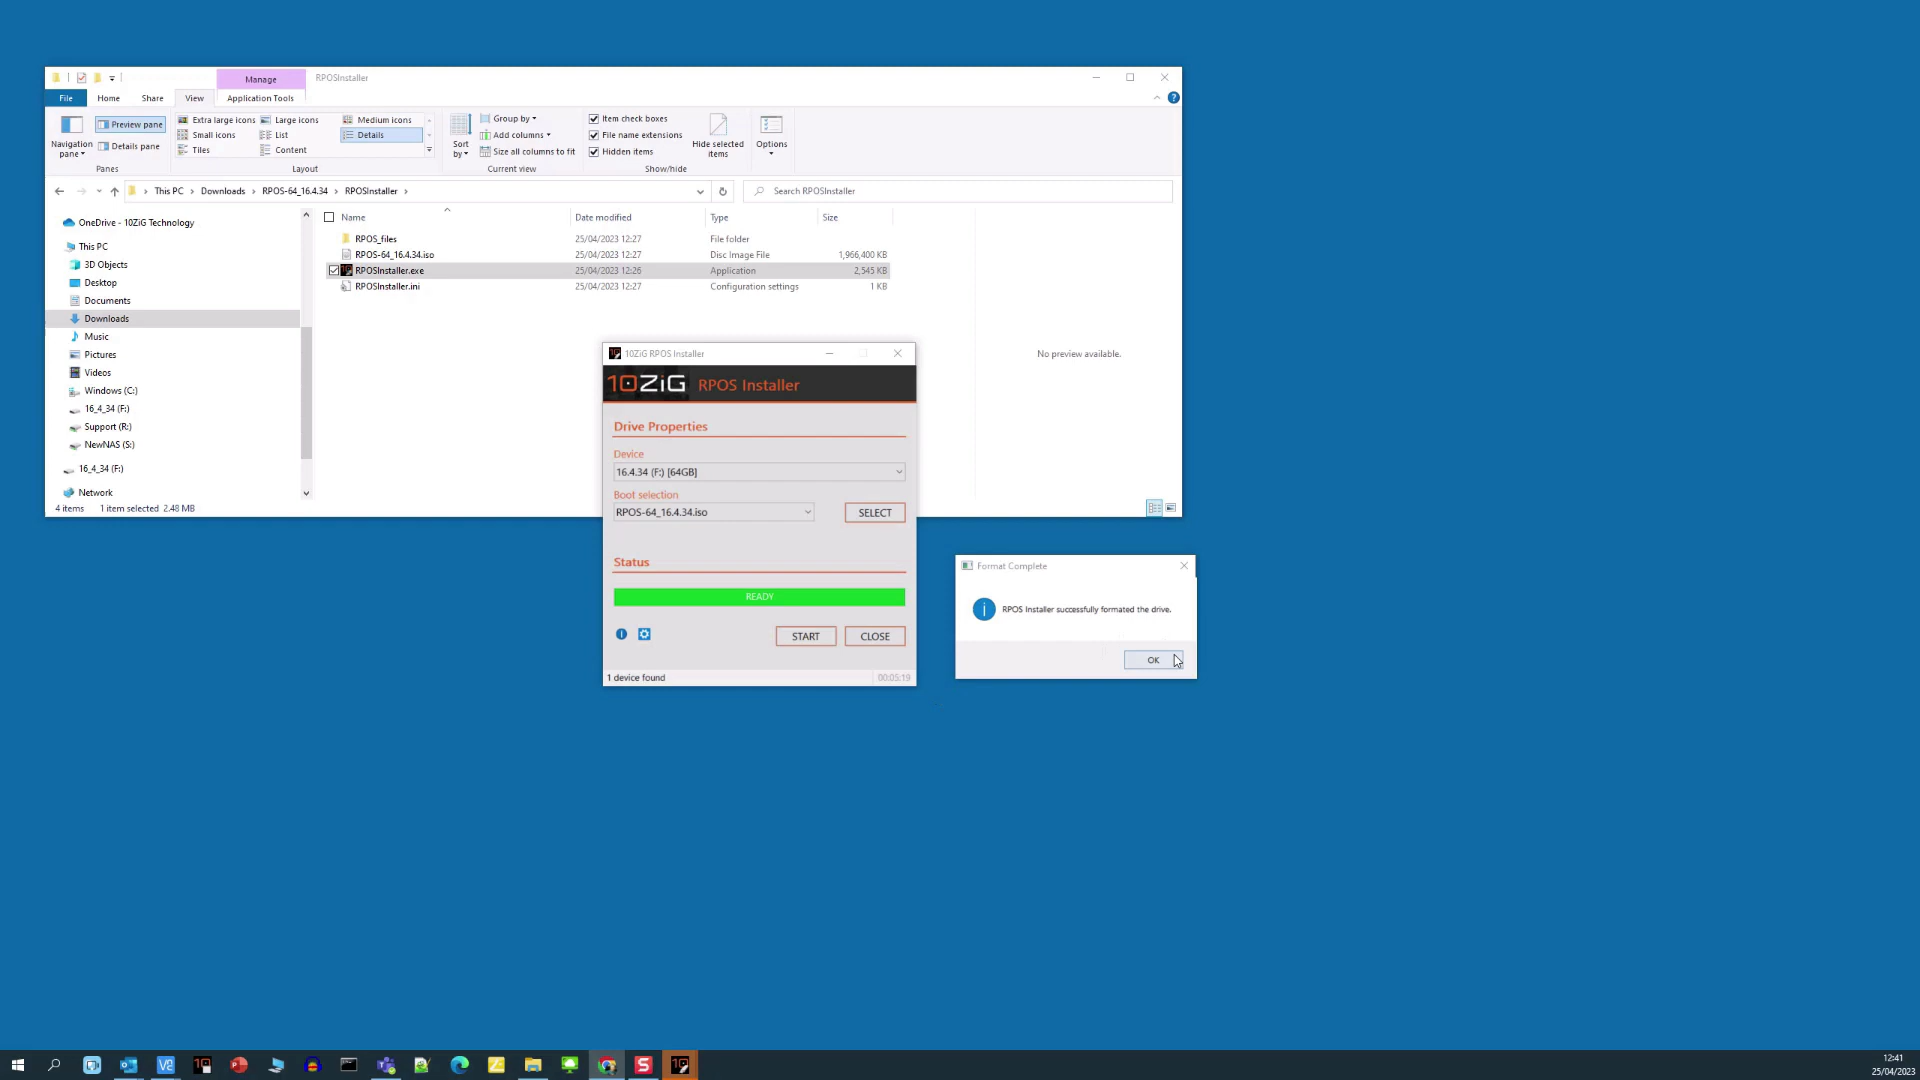 Manage
RPOSInstaller
File
Home
Share
View
Application Tools
Navigation pane
Preview pane
Details pane
Panes
Extra large icons
Large icons
Medium icons
Small icons
List
Details
Tiles
Content
Layout
Sort by
Group by
Add columns
Size all columns to fit
Current view
Item check boxes
File name extensions
Hidden items
Hide selected items
Show/hide
Options
This PC
Downloads
RPOS-64_16.4.34
RPOSInstaller
Search RPOSInstaller
OneDrive - 10ZiG Technology
This PC
3D Objects
Desktop
Documents
Downloads
Music
Pictures
Videos
Windows (C:)
16_4_34 (F:)
Support (R:)
NewNAS (S:)
16_4_34 (F:)
Network
Name Date modified Type Size
RPOS_files 25/04/2023 12:27 File folder
RPOS-64_16.4.34.iso 25/04/2023 12:27 Disc Image File 1,966,400 KB
RPOSInstaller.exe 25/04/2023 12:26 Application 2,545 KB
RPOSInstaller.ini 25/04/2023 12:27 Configuration settings 1 KB
No preview available.
4 items 1 item selected 2.48 MB
10ZiG RPOS Installer
10ZiG RPOS Installer
Drive Properties
Device
16.4.34 (F:) [64GB]
Boot selection
RPOS-64_16.4.34.iso
SELECT
Status
READY
START
CLOSE
1 device found
00:05:19
Format Complete
RPOS Installer successfully formated the drive.
OK
12:41
25/04/2023